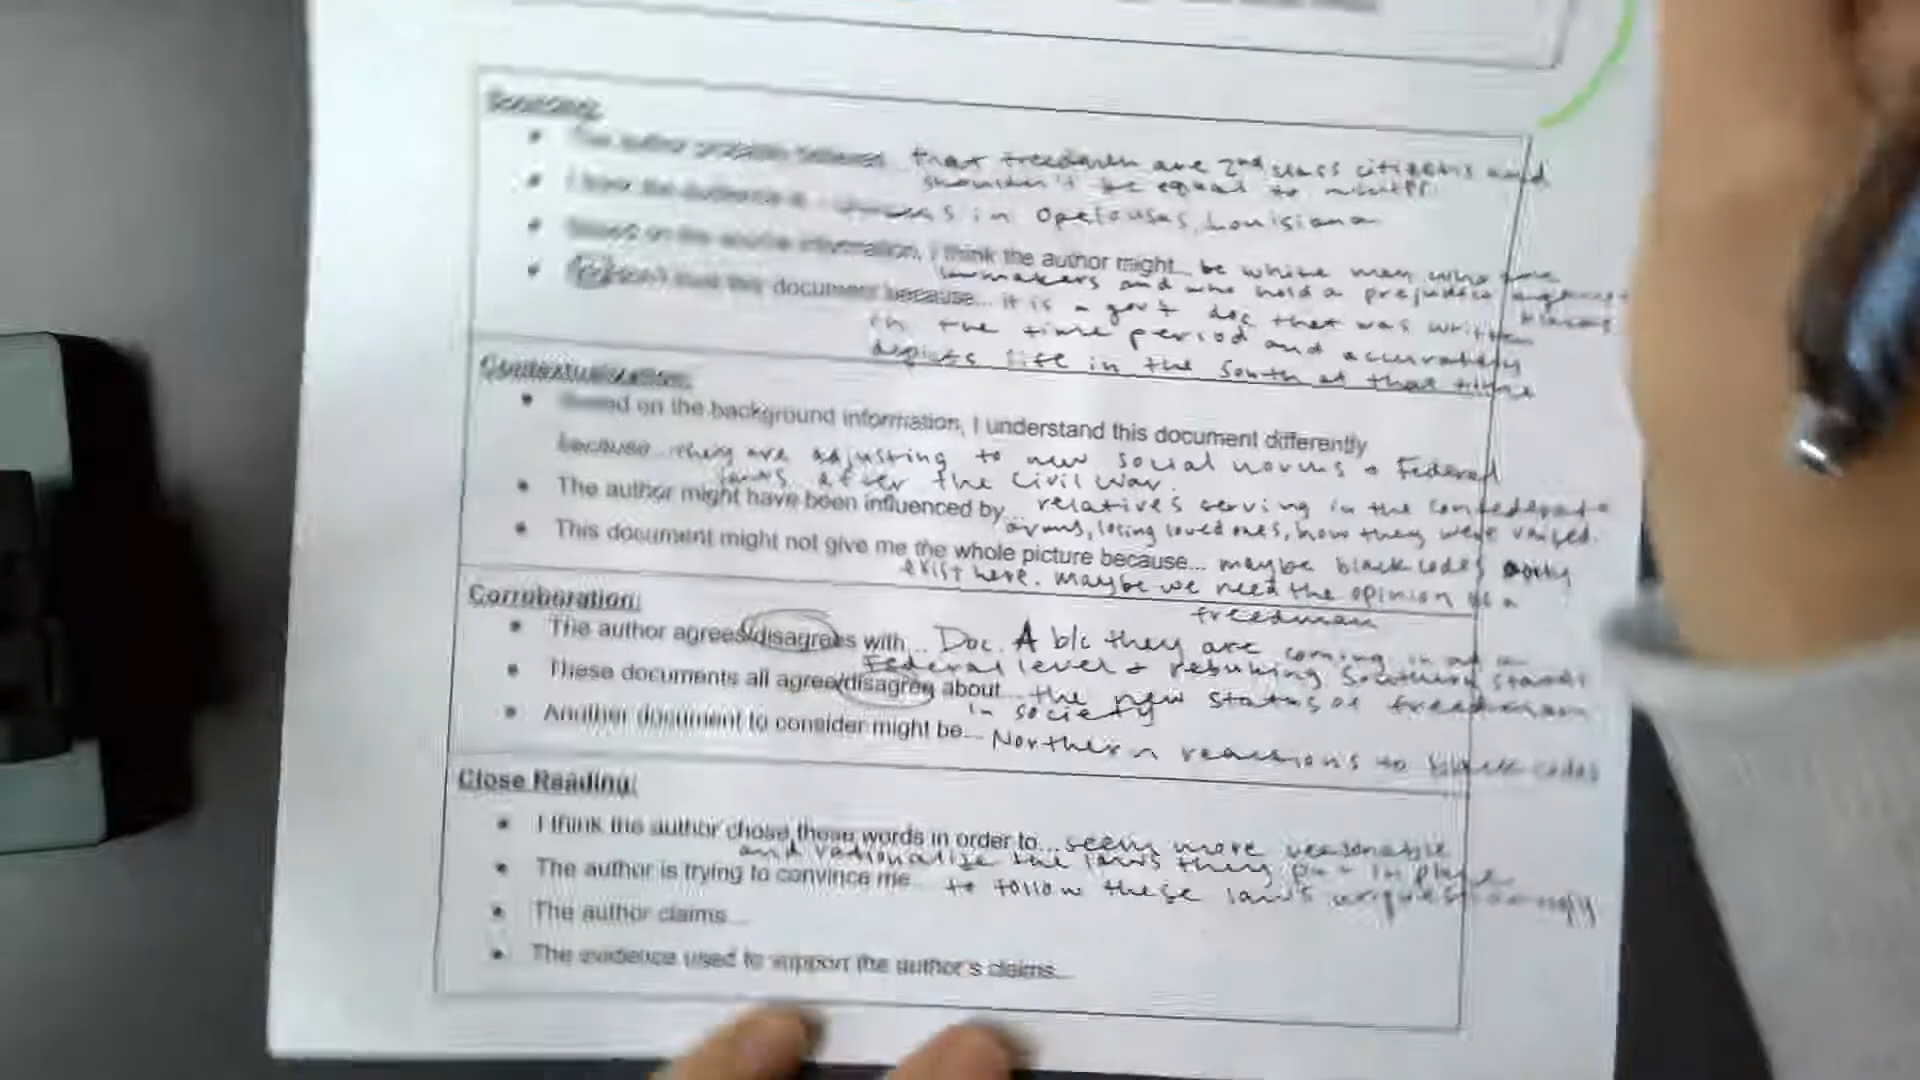 Sourcing:
The author probably believed... that freedmen are 2nd class citizens and
shouldn't be equal to whites.
I think the audience is in Opelousas, Louisiana
Based on the source information, I think the author might... be white men who are
lawmakers and who hold a prejudice against
blacks
I don't trust this document because... it is a gov't doc that was written
in the time period and accurately
depicts life in the South at that time
Contextualization:
Based on the background information, I understand this document differently
because... they are adjusting to new social norms + Federal
laws after the Civil War.
The author might have been influenced by... relatives serving in the confederate
army, losing loved ones, how they were raised.
This document might not give me the whole picture because... maybe black codes only
exist here. Maybe we need the opinion of a
freedman
Corroboration:
The author agrees/disagrees with... Doc. A b/c they are coming in at a
Federal level + rebuking Southern
These documents all agree/disagree about... the new status of freedmen
in society
Another document to consider might be... Northern reactions to black codes
Close Reading:
I think the author chose these words in order to... seem more reasonable
and rationalize the laws they put in place
The author is trying to convince me... to follow these laws unquestioningly
The author claims...
The evidence used to support the author's claims...